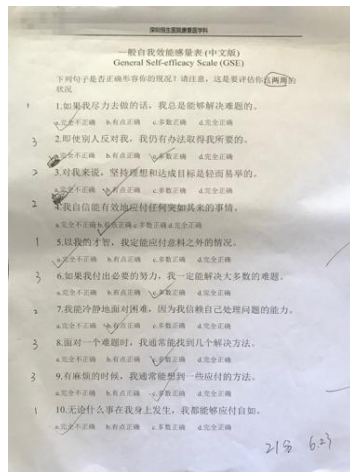 深圳恒生医院康复医学科
一般自我效能感量表(中文版)
General Self-efficacy Scale (GSE)
下列句子是否正确形容你的现况？请注意，这是要评估你这两周的
状况
1 1.如果我尽力去做的话，我总是能够解决难题的。
a.完全不正确 b.有点正确 c.多数正确 d.完全正确
3 2.即使别人反对我，我仍有办法取得我所要的。
a.完全不正确 b.有点正确 c.多数正确 d.完全正确
2 3.对我来说，坚持理想和达成目标是轻而易举的。
a.完全不正确 b.有点正确 c.多数正确 d.完全正确
2 4.我自信能有效地应付任何突如其来的事情。
a.完全不正确 b.有点正确 c.多数正确 d.完全正确
1 5.以我的才智，我定能应付意料之外的情况。
a.完全不正确 b.有点正确 c.多数正确 d.完全正确
3 6.如果我付出必要的努力，我一定能解决大多数的难题。
a.完全不正确 b.有点正确 c.多数正确 d.完全正确
2 7.我能冷静地面对困难，因为我信赖自己处理问题的能力。
a.完全不正确 b.有点正确 c.多数正确 d.完全正确
3 8.面对一个难题时，我通常能找到几个解决方法。
a.完全不正确 b.有点正确 c.多数正确 d.完全正确
3 9.有麻烦的时候，我通常能想到一些应付的方法。
a.完全不正确 b.有点正确 c.多数正确 d.完全正确
1 10.无论什么事在我身上发生，我都能够应付自如。
a.完全不正确 b.有点正确 c.多数正确 d.完全正确
21分 6.23